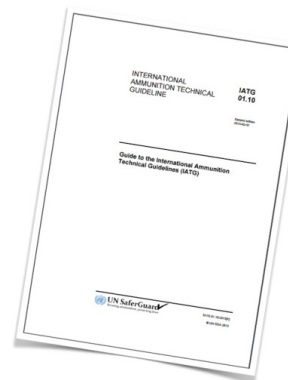 INTERNATIONAL
AMMUNITION TECHNICAL
GUIDELINE
IATG
01.10
Guide to the International Ammunition
Technical Guidelines (IATG)
UN SaferGuard